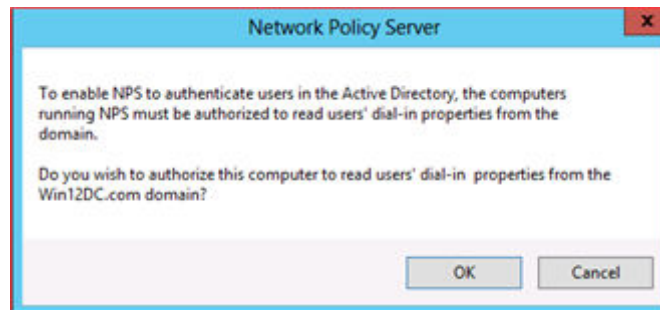 Network Policy Server
x
To enable NPS to authenticate users in the Active Directory, the computers
running NPS must be authorized to read users' dial-in properties from the
domain.
Do you wish to authorize this computer to read users' dial-in  properties from the
Win12DC.com domain?
OK
Cancel